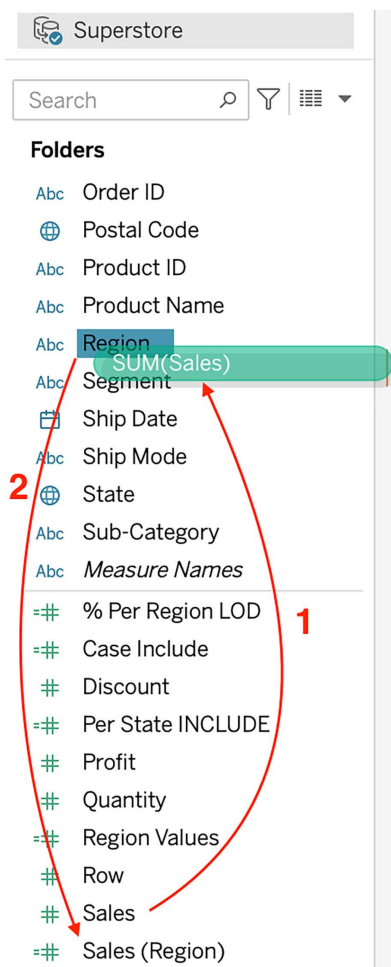 Superstore
Search
Folders
Abc Order ID
Postal Code
Abc Product ID
Abc Product Name
Abc Region
SUM(Sales)
Abc Segment
Ship Date
Abc Ship Mode
2
State
Abc Sub-Category
Abc Measure Names
=# % Per Region LOD
1
=# Case Include
# Discount
=# Per State INCLUDE
# Profit
# Quantity
=# Region Values
# Row
# Sales
=# Sales (Region)